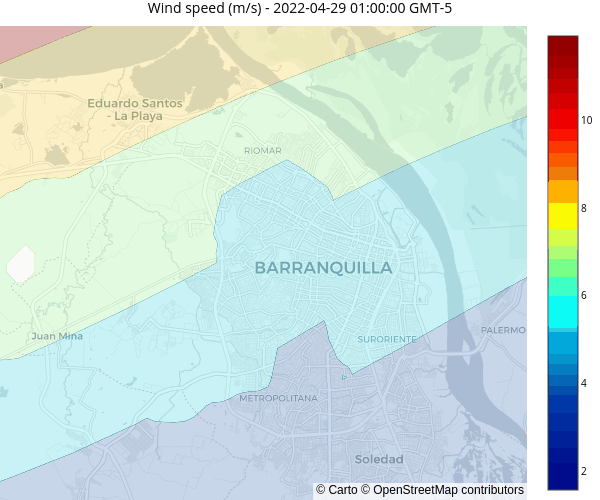 Wind speed (m/s) - 2022-04-29 01:00:00 GMT-5
Eduardo Santos
- La Playa
RIOMAR
BARRANQUILLA
Juan Mina
SURORIENTE
PALERMO
METROPOLITANA
Soledad
© Carto © OpenStreetMap contributors
10
8
6
4
2